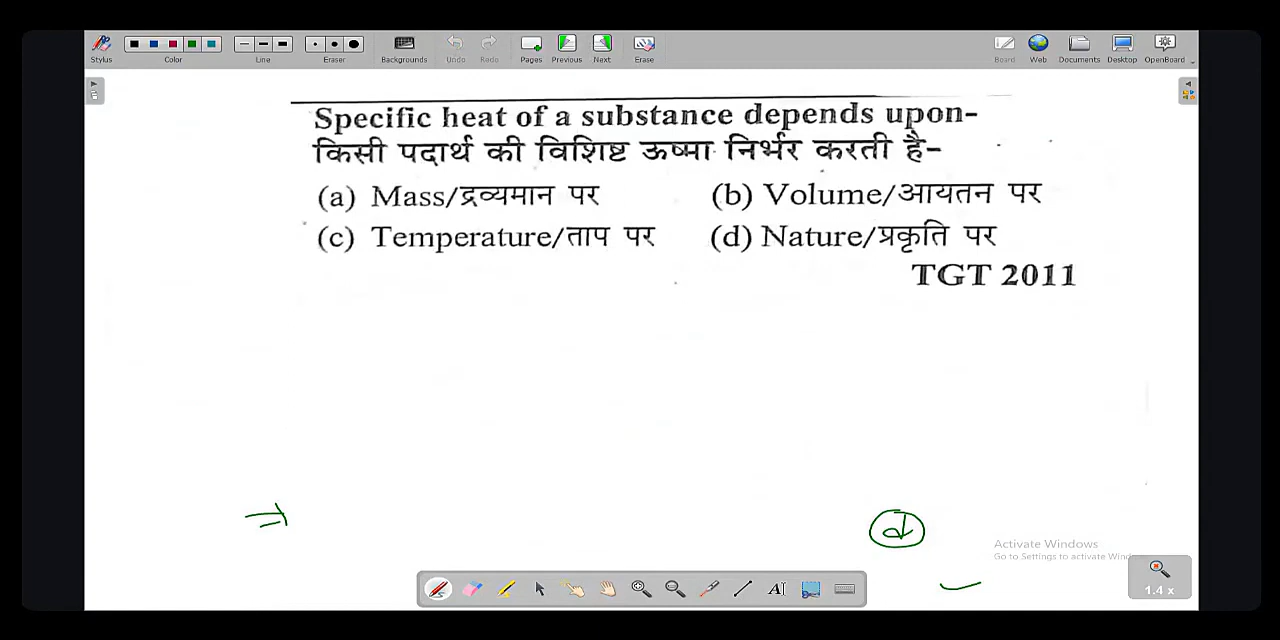 Stylus Color Line Eraser Backgrounds Undo Redo Pages Previous Next Erase Board Web Documents Desktop OpenBoard
Specific heat of a substance depends upon-
किसी पदार्थ की विशिष्ट ऊष्मा निर्भर करती है-
(a) Mass/द्रव्यमान पर (b) Volume/आयतन पर
(c) Temperature/ताप पर (d) Nature/प्रकृति पर
TGT 2011
d
Activate Windows
Go to Settings to activate Win
1.4 x